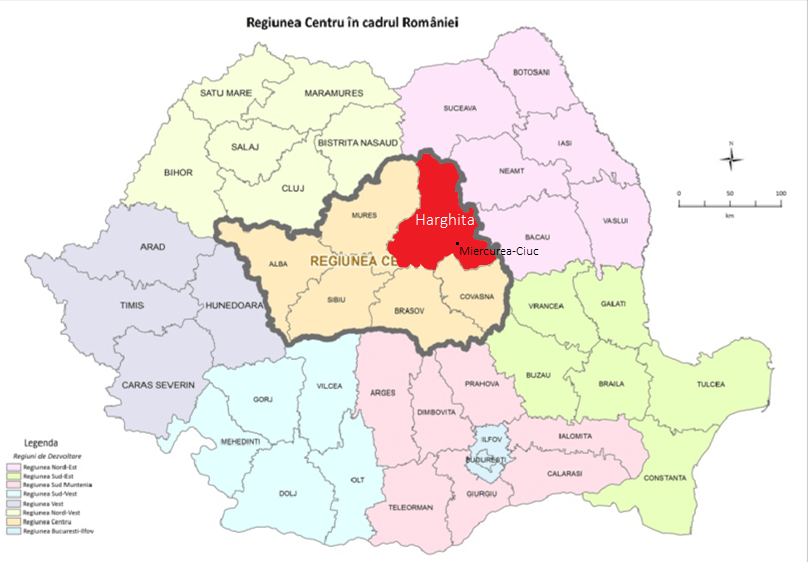 Regiunea Centru în cadrul României
BOTOSANI
SATU MARE
MARAMURES
SUCEAVA
SALAJ
BISTRITA NASAUD
IASI
BIHOR
NEAMT
CLUJ
N
0 50 100
km
MURES
Harghita
VASLUI
BACAU
ARAD
Miercurea-Ciuc
ALBA
REGIUNEA CE
TIMIS
HUNEDOARA
SIBIU
BRASOV
COVASNA
VRANCEA
GALATI
CARAS SEVERIN
GORJ
VILCEA
ARGES
PRAHOVA
BUZAU
BRAILA
TULCEA
DIMBOVITA
MEHEDINTI
ILFOV
IALOMITA
BUCURESTI
CALARASI
CONSTANTA
DOLJ
OLT
TELEORMAN
GIURGIU
Legenda
Regiuni de Dezvoltare
Regiunea Nord-Est
Regiunea Sud-Est
Regiunea Sud Muntenia
Regiunea Sud-Vest
Regiunea Vest
Regiunea Nord-Vest
Regiunea Centru
Regiunea Bucuresti-Ilfov